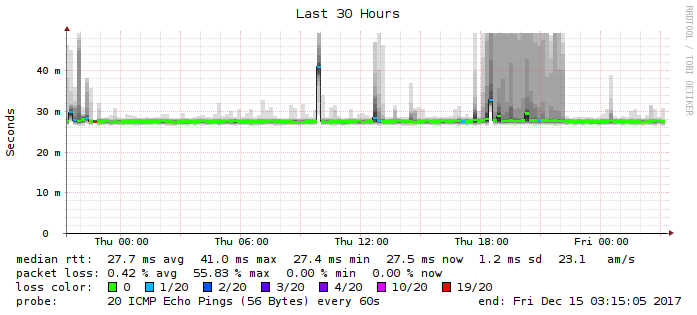 Last 30 Hours
RRDTOOL / TOBI OETIKER
Seconds
40 m
30 m
20 m
10 m
0
Thu 00:00 Thu 06:00 Thu 12:00 Thu 18:00 Fri 00:00
median rtt: 27.7 ms avg 41.0 ms max 27.4 ms min 27.5 ms now 1.2 ms sd 23.1 am/s
packet loss: 0.42 % avg 55.83 % max 0.00 % min 0.00 % now
loss color: 0 1/20 2/20 3/20 4/20 10/20 19/20
probe: 20 ICMP Echo Pings (56 Bytes) every 60s end: Fri Dec 15 03:15:05 2017